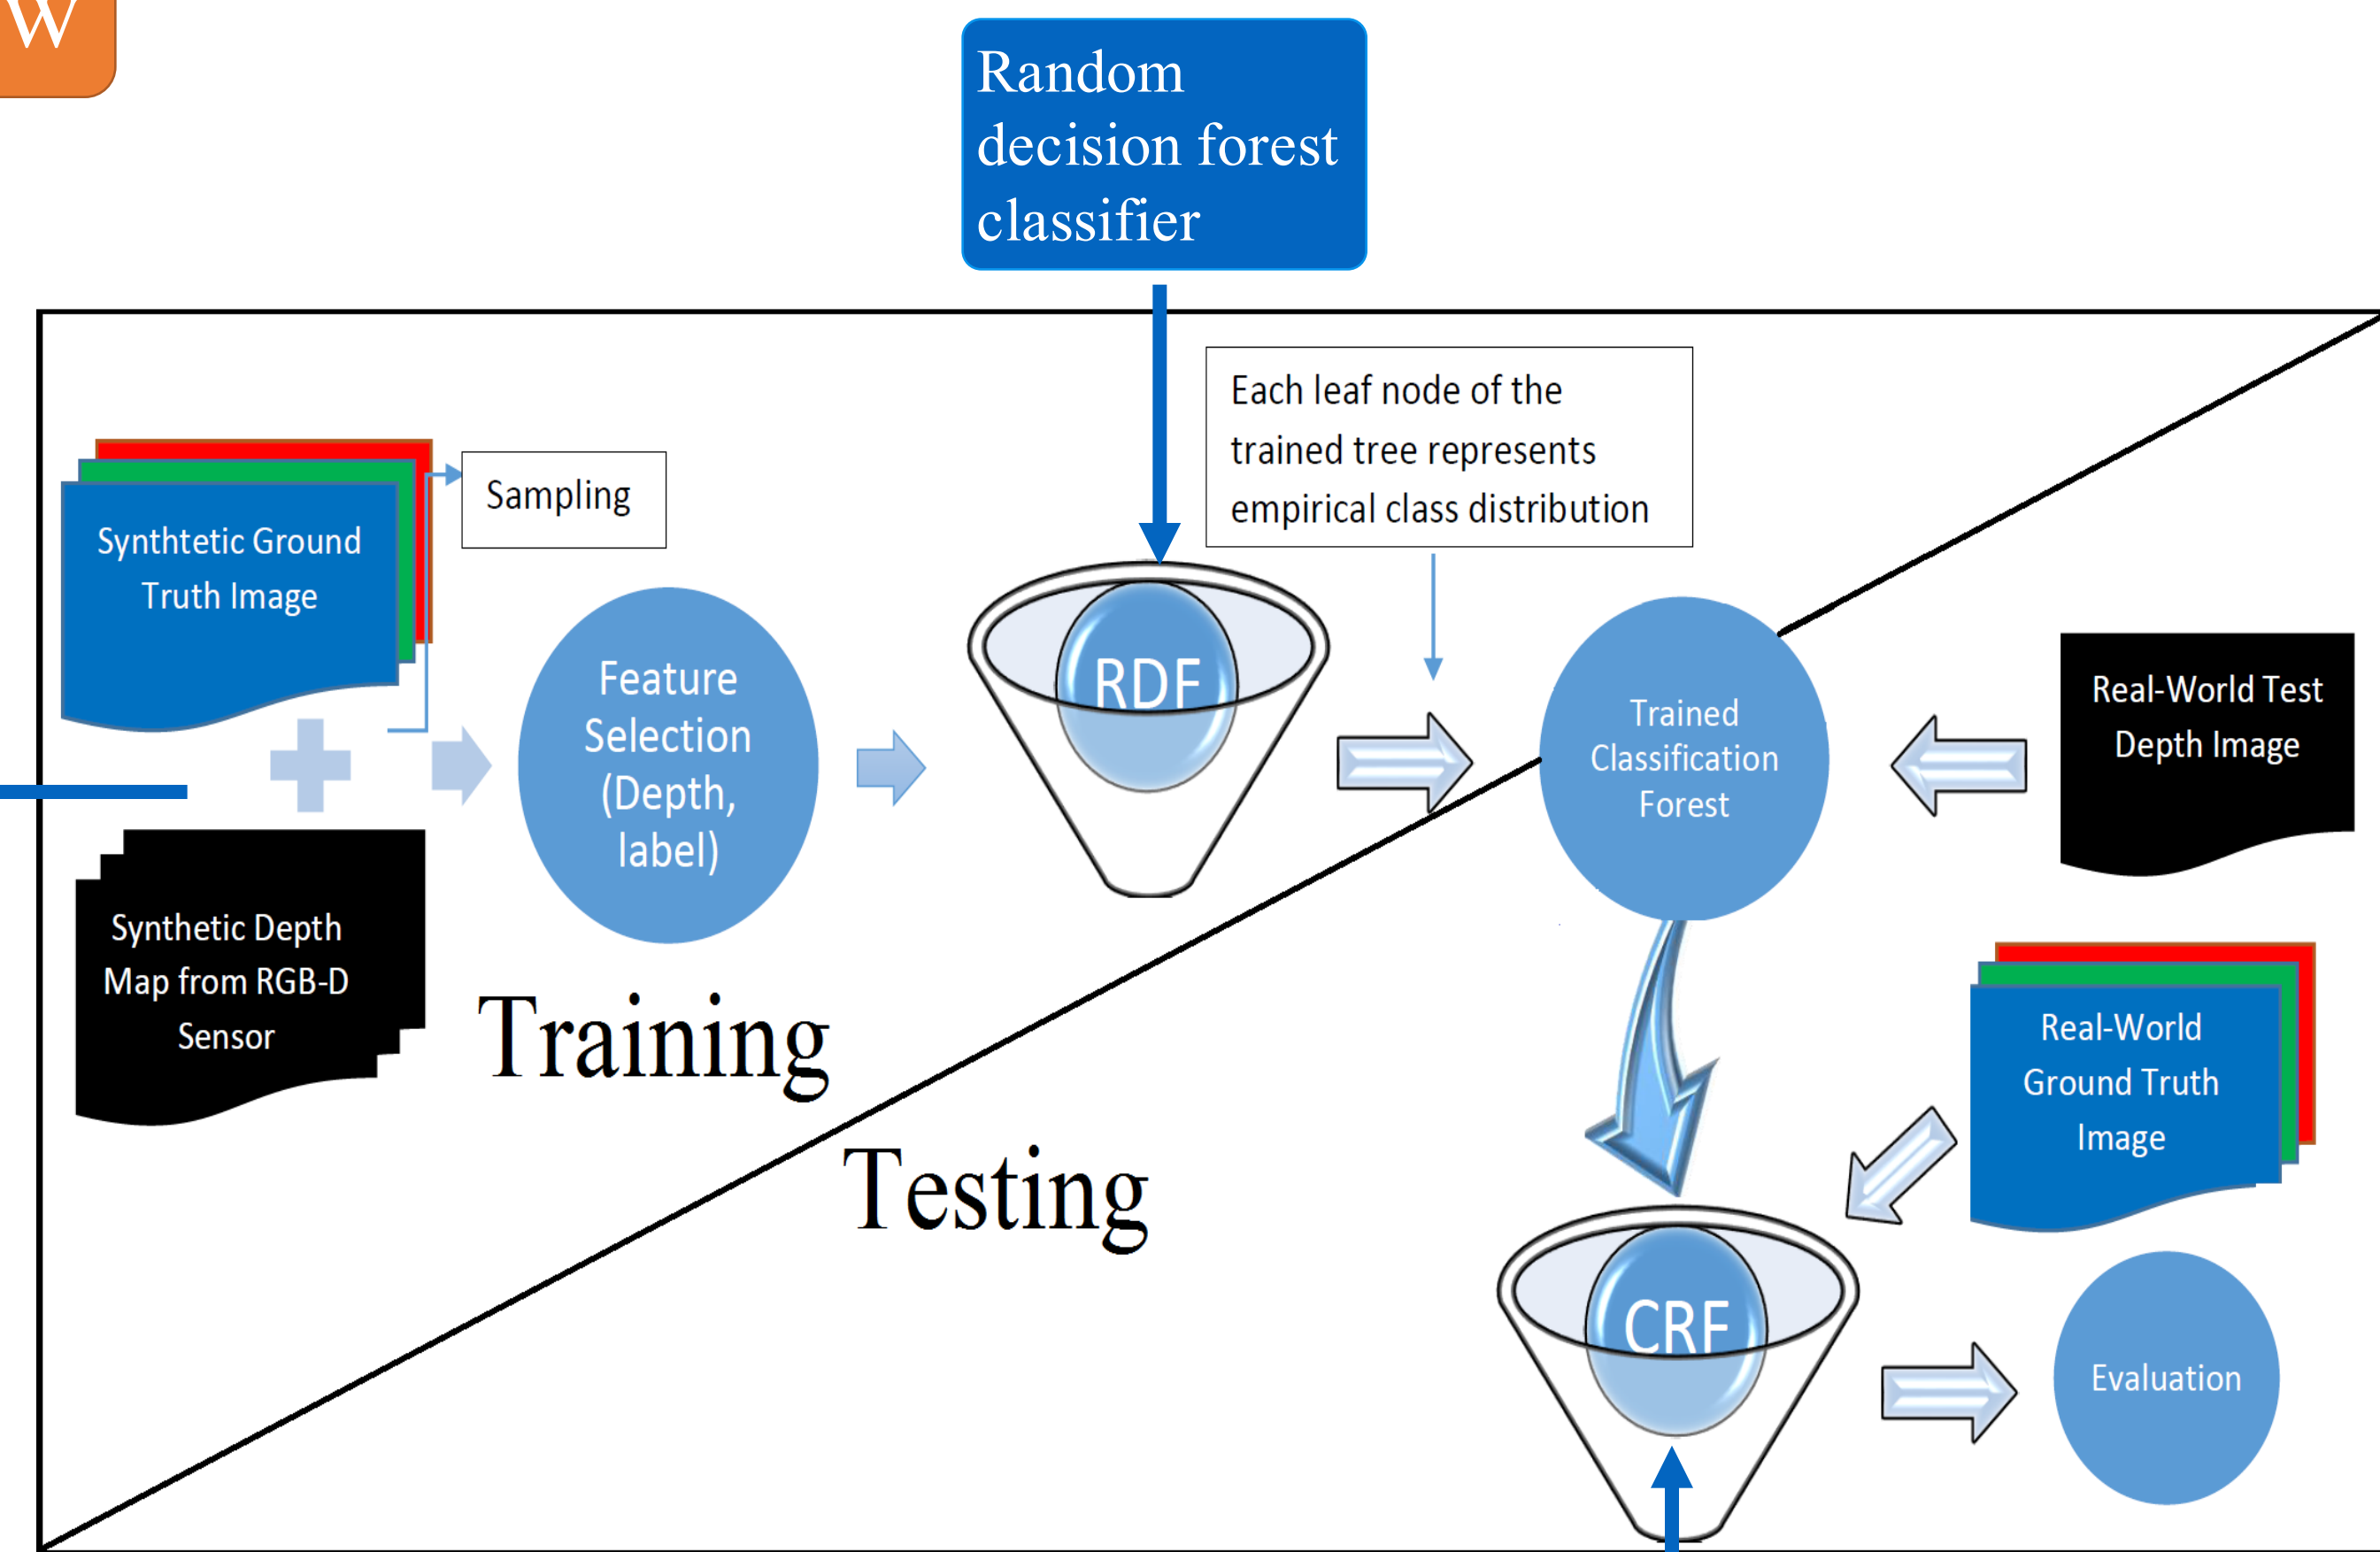 W
Random
decision forest
classifier
Each leaf node of the
trained tree represents
empirical class distribution
Sampling
Synthtetic Ground
Truth Image
Feature
Selection
(Depth,
label)
RDF
Trained
Classification
Forest
Real-World Test
Depth Image
Synthetic Depth
Map from RGB-D
Sensor
Training
Testing
Real-World
Ground Truth
Image
CRF
Evaluation